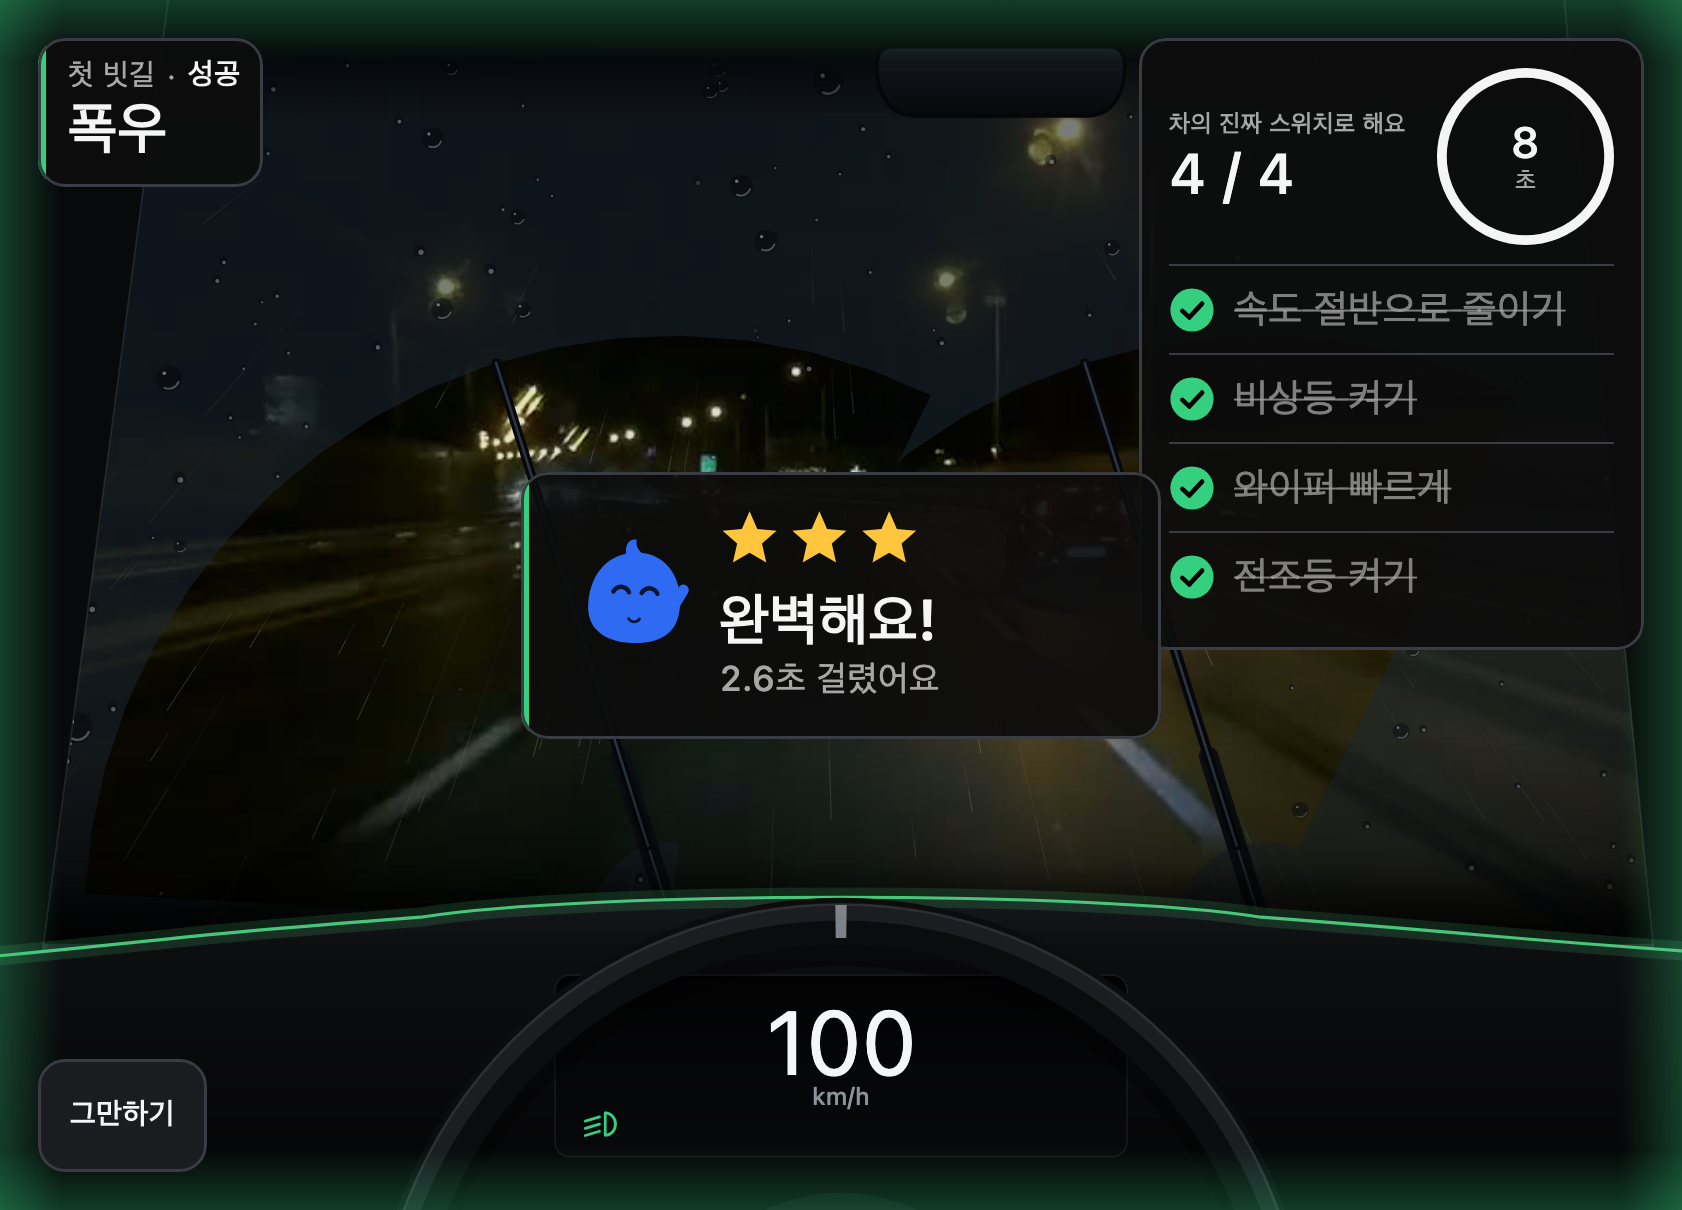 첫 빗길 · 성공
폭우
차의 진짜 스위치로 해요
4 / 4
8
초
속도 절반으로 줄이기
비상등 켜기
와이퍼 빠르게
전조등 켜기
완벽해요!
2.6초 걸렸어요
100
km/h
그만하기